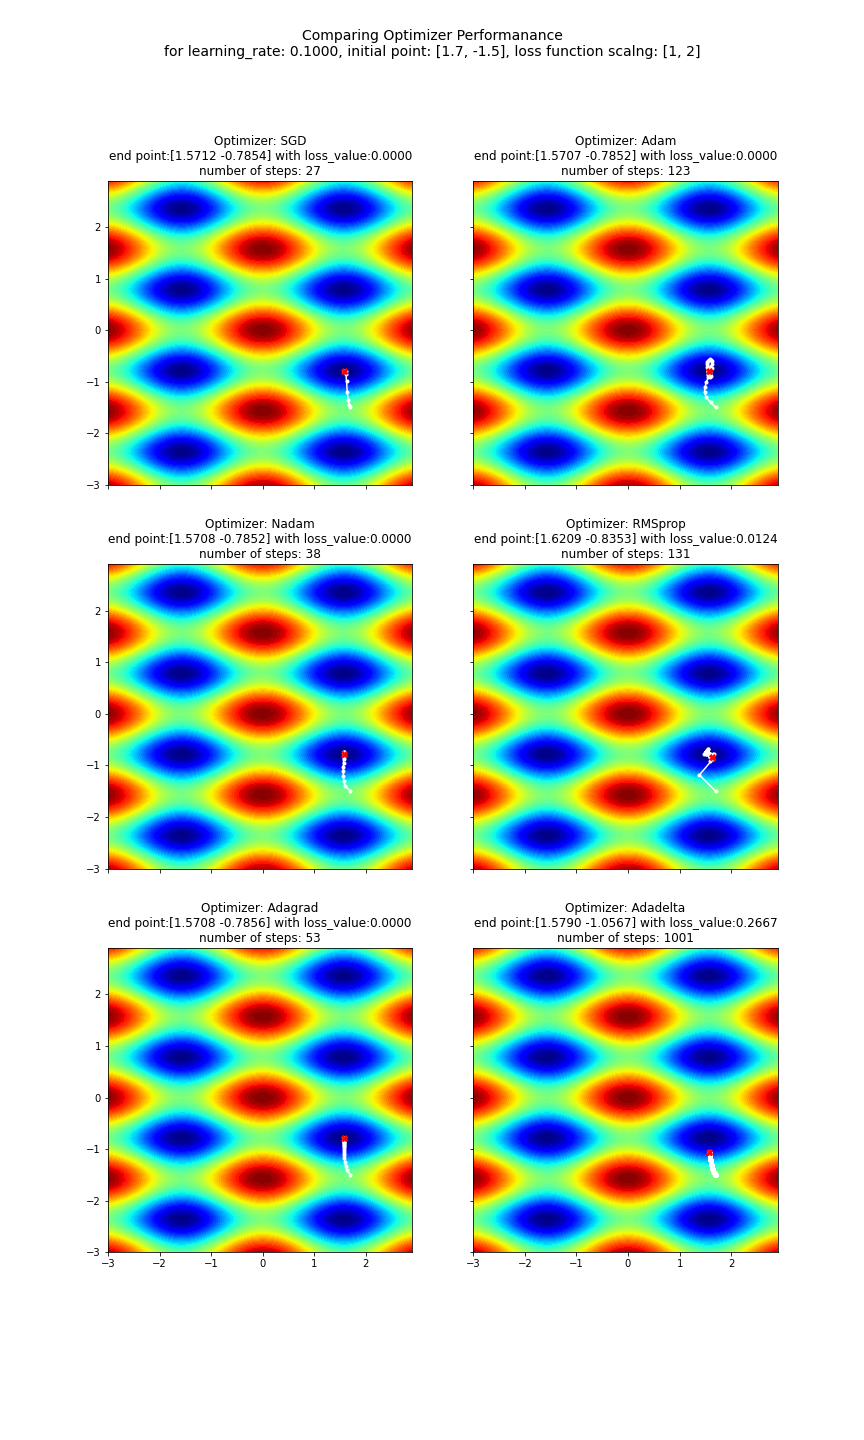 Comparing Optimizer Performanance
for learning_rate: 0.1000, initial point: [1.7, -1.5], loss function scalng: [1, 2]
Optimizer: SGD
end point:[1.5712 -0.7854] with loss_value:0.0000
number of steps: 27
Optimizer: Adam
end point:[1.5707 -0.7852] with loss_value:0.0000
number of steps: 123
2
1
0
−1
−2
−3
Optimizer: Nadam
end point:[1.5708 -0.7852] with loss_value:0.0000
number of steps: 38
Optimizer: RMSprop
end point:[1.6209 -0.8353] with loss_value:0.0124
number of steps: 131
2
1
0
−1
−2
−3
Optimizer: Adagrad
end point:[1.5708 -0.7856] with loss_value:0.0000
number of steps: 53
Optimizer: Adadelta
end point:[1.5790 -1.0567] with loss_value:0.2667
number of steps: 1001
2
1
0
−1
−2
−3
−3 −2 −1 0 1 2
−3 −2 −1 0 1 2